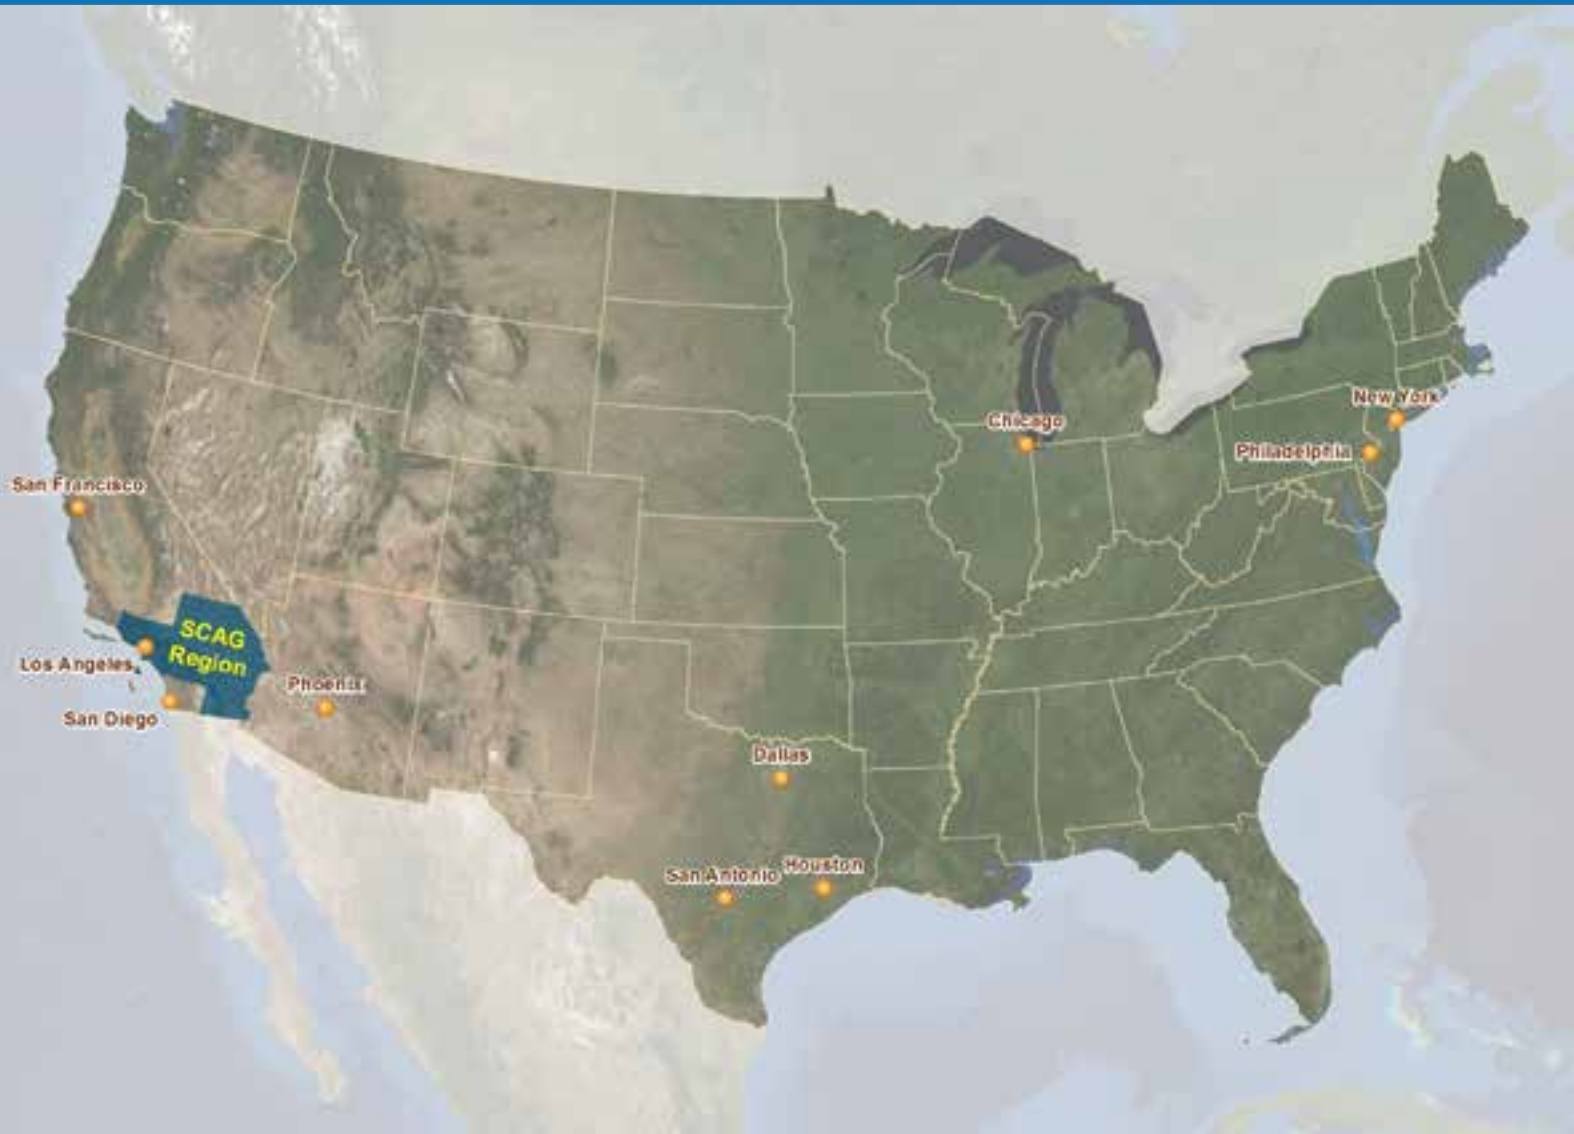 New York
Chicago
Philadelphia
San Francisco
SCAG
Region
Los Angeles
Phoenix
San Diego
Dallas
San Antonio
Houston